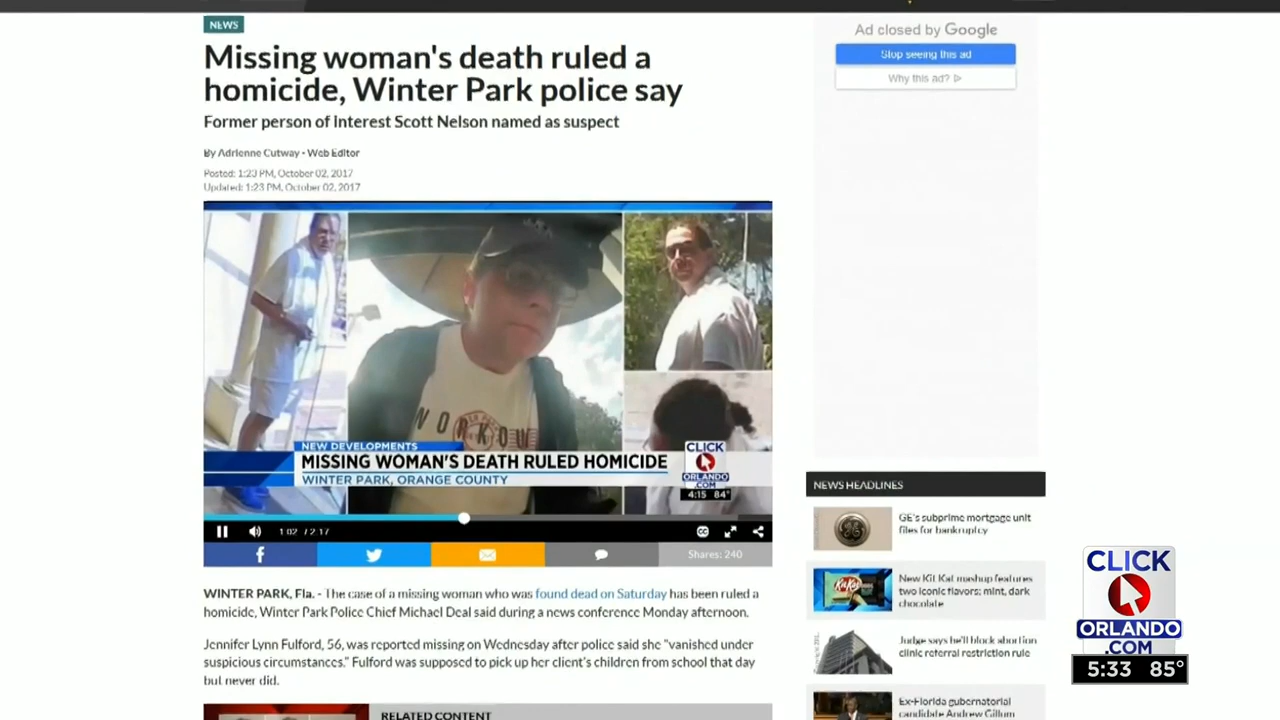 NEWS
Missing woman's death ruled a
homicide, Winter Park police say
Former person of interest Scott Nelson named as suspect
By Adrienne Cutway - Web Editor
Posted: 1:23 PM, October 02, 2017
Updated: 1:23 PM, October 02, 2017
WORKOU
NEW DEVELOPMENTS
MISSING WOMAN'S DEATH RULED HOMICIDE
WINTER PARK, ORANGE COUNTY
CLICK
ORLANDO
.COM
4:15 84°
1:02 / 2:17
CC
Shares: 240
WINTER PARK, Fla. - The case of a missing woman who was found dead on Saturday has been ruled a
homicide, Winter Park Police Chief Michael Deal said during a news conference Monday afternoon.
Jennifer Lynn Fulford, 56, was reported missing on Wednesday after police said she "vanished under
suspicious circumstances." Fulford was supposed to pick up her client's children from school that day
but never did.
RELATED CONTENT
Ad closed by Google
Stop seeing this ad
Why this ad?
NEWS HEADLINES
GE's subprime mortgage unit
files for bankruptcy
New Kit Kat mashup features
two iconic flavors: mint, dark
chocolate
Judge says he'll block abortion
clinic referral restriction rule
Ex-Florida gubernatorial
candidate Andrew Gillum
CLICK
ORLANDO
.COM
5:33 85°